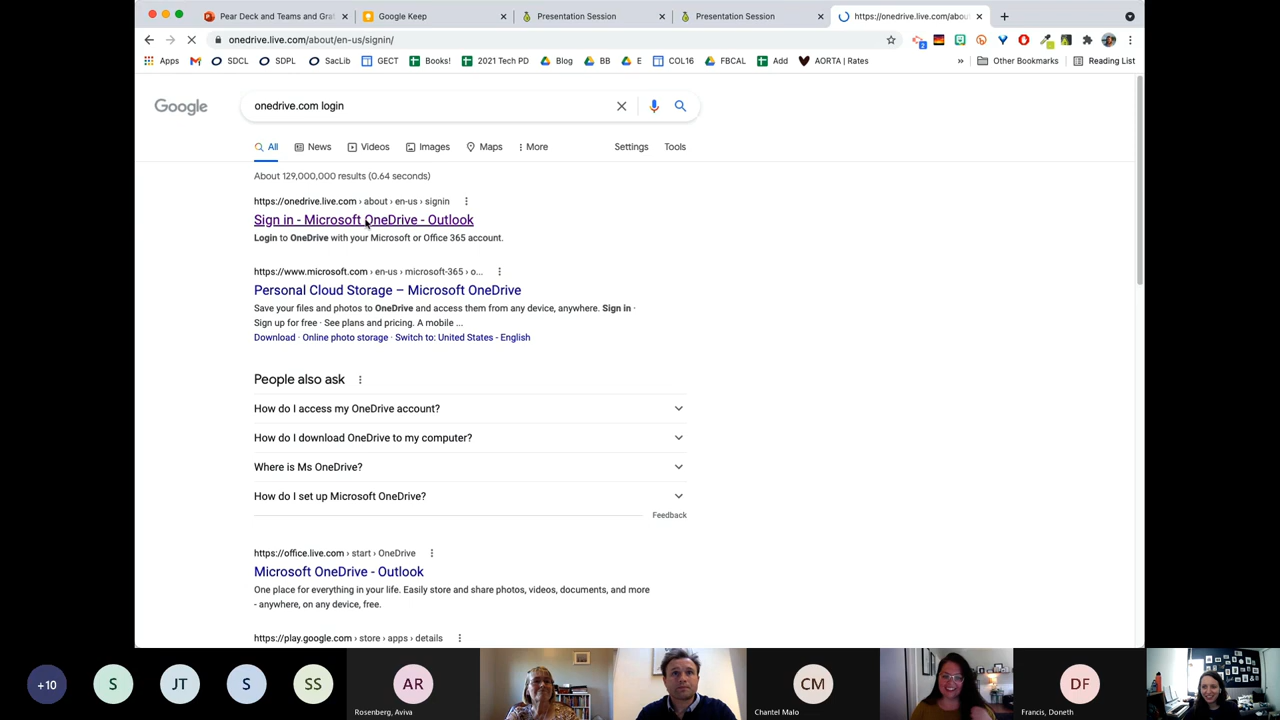 Pear Deck and Teams and Gra
Google Keep
Presentation Session
Presentation Session
https://onedrive.live.com/abou
onedrive.live.com/about/en-us/signin/
Apps
SDCL
SDPL
SacLib
GECT
Books!
2021 Tech PD
Blog
BB
E
COL16
FBCAL
Add
AORTA | Rates
»
Other Bookmarks
Reading List
Google
onedrive.com login
All
News
Videos
Images
Maps
More
Settings
Tools
About 129,000,000 results (0.64 seconds)
https://onedrive.live.com › about › en-us › signin
Sign in - Microsoft OneDrive - Outlook
Login to OneDrive with your Microsoft or Office 365 account.
https://www.microsoft.com › en-us › microsoft-365 › o...
Personal Cloud Storage – Microsoft OneDrive
Save your files and photos to OneDrive and access them from any device, anywhere. Sign in ·
Sign up for free · See plans and pricing. A mobile ...
Download · Online photo storage · Switch to: United States - English
People also ask
How do I access my OneDrive account?
How do I download OneDrive to my computer?
Where is Ms OneDrive?
How do I set up Microsoft OneDrive?
Feedback
https://office.live.com › start › OneDrive
Microsoft OneDrive - Outlook
One place for everything in your life. Easily store and share photos, videos, documents, and more
- anywhere, on any device, free.
https://play.google.com › store › apps › details
+10
S
JT
S
SS
AR
Rosenberg, Aviva
CM
Chantel Malo
DF
Francis, Doneth